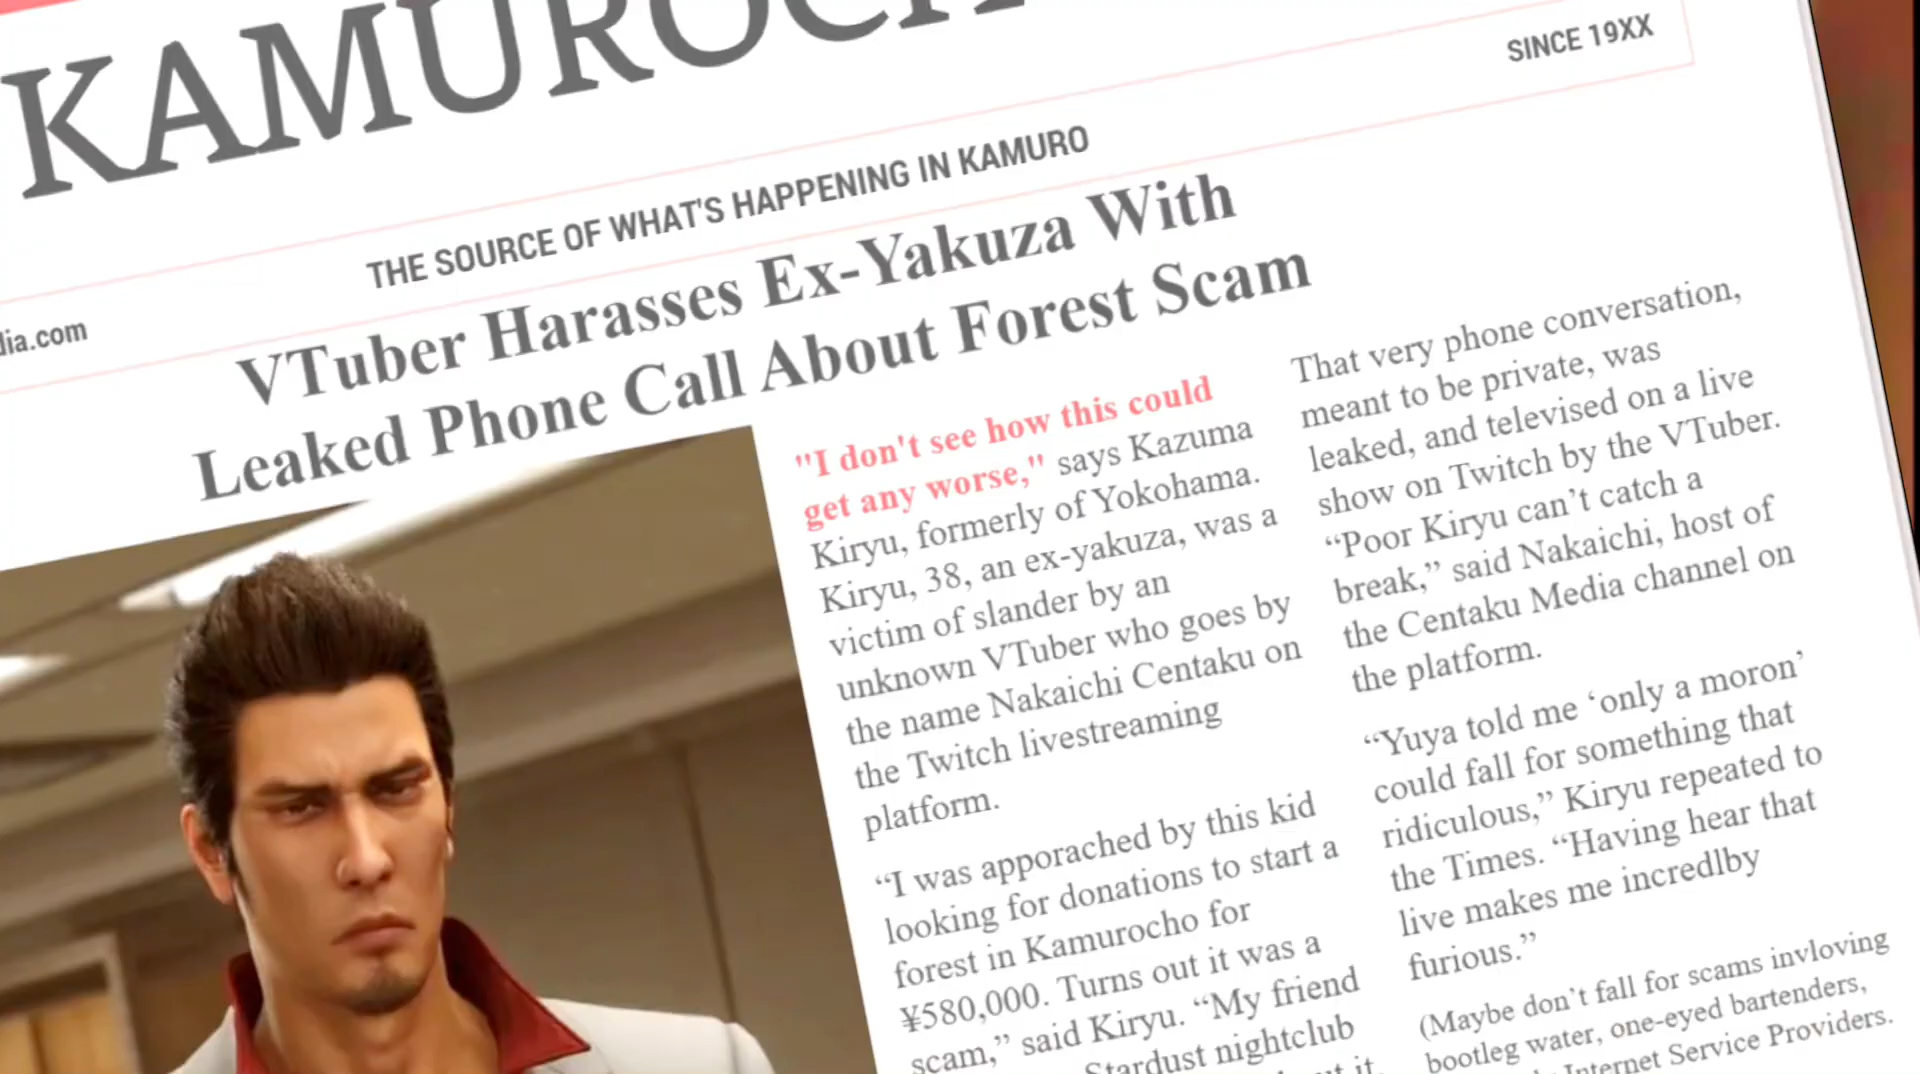 KAMUROCH
SINCE 19XX
THE SOURCE OF WHAT'S HAPPENING IN KAMURO
dia.com
VTuber Harasses Ex-Yakuza With
Leaked Phone Call About Forest Scam
"I don't see how this could
get any worse," says Kazuma
Kiryu, formerly of Yokohama.
Kiryu, 38, an ex-yakuza, was a
victim of slander by an
unknown VTuber who goes by
the name Nakaichi Centaku on
the Twitch livestreaming
platform.
“I was apporached by this kid
looking for donations to start a
forest in Kamurocho for
¥580,000. Turns out it was a
scam,” said Kiryu. “My friend
Stardust nightclub
it.
That very phone conversation,
meant to be private, was
leaked, and televised on a live
show on Twitch by the VTuber.
“Poor Kiryu can’t catch a
break,” said Nakaichi, host of
the Centaku Media channel on
the platform.
“Yuya told me ‘only a moron’
could fall for something that
ridiculous,” Kiryu repeated to
the Times. “Having hear that
live makes me incredlby
furious.”
(Maybe don’t fall for scams invloving
bootleg water, one-eyed bartenders,
Internet Service Providers.